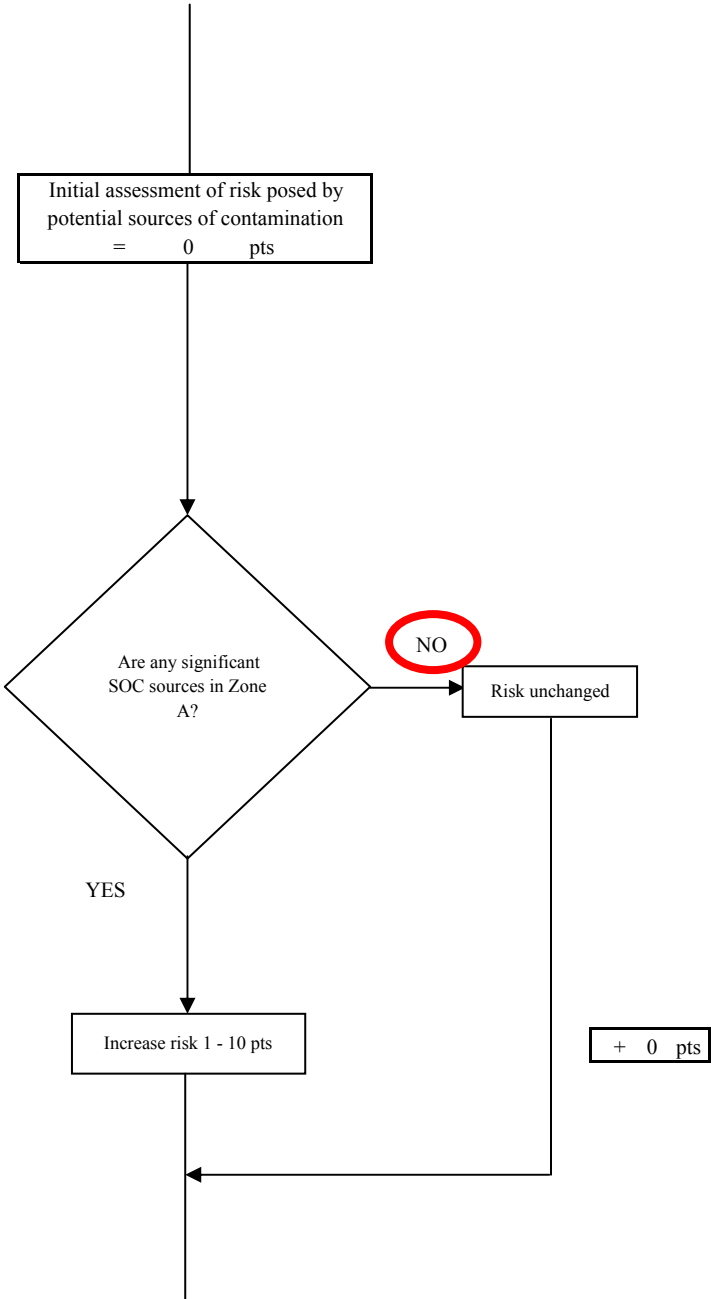 Initial assessment of risk posed by
potential sources of contamination
= 0 pts
Are any significant
SOC sources in Zone
A?
NO
Risk unchanged
YES
Increase risk 1 - 10 pts
+ 0 pts